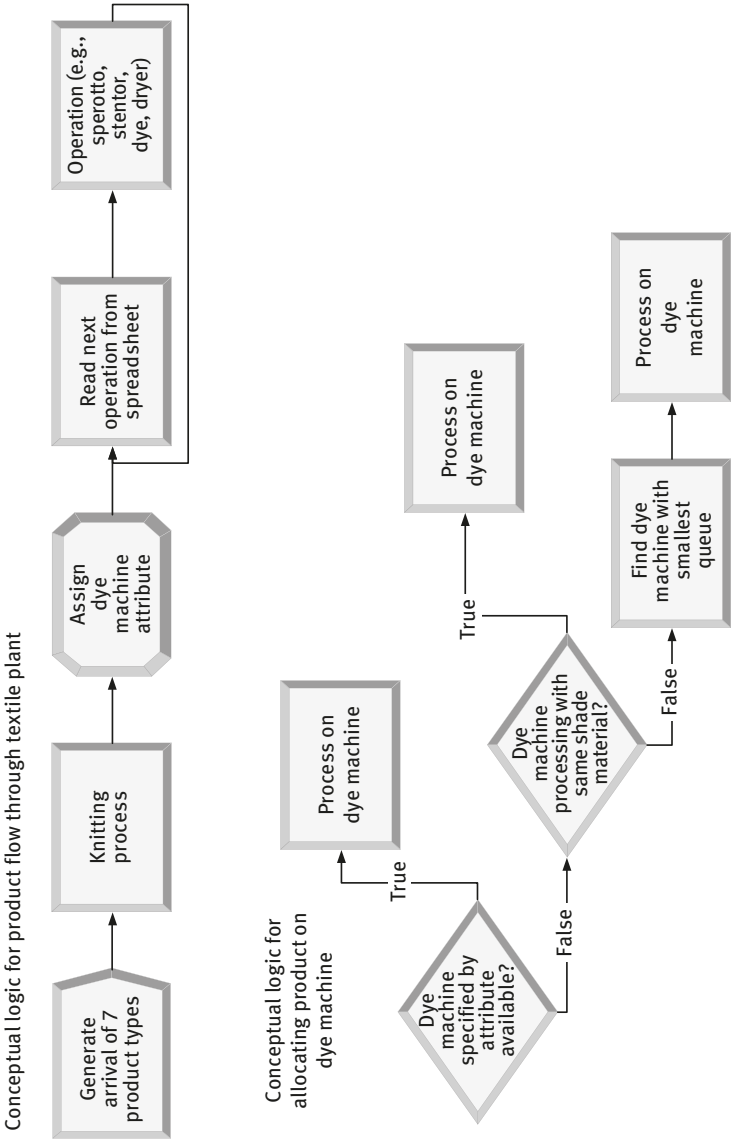 Conceptual logic for product flow through textile plant
Generate
arrival of 7
product types
Knitting
process
Assign
dye
machine
attribute
Read next
operation from
spreadsheet
Operation (e.g.,
sperotto,
stentor,
dye, dryer)
Conceptual logic for
allocating product on
dye machine
Dye
machine
specified by
attribute
available?
True
Process on
dye machine
False
Dye
machine
processing with
same shade
material?
True
Process on
dye machine
False
Find dye
machine with
smallest
queue
Process on
dye
machine